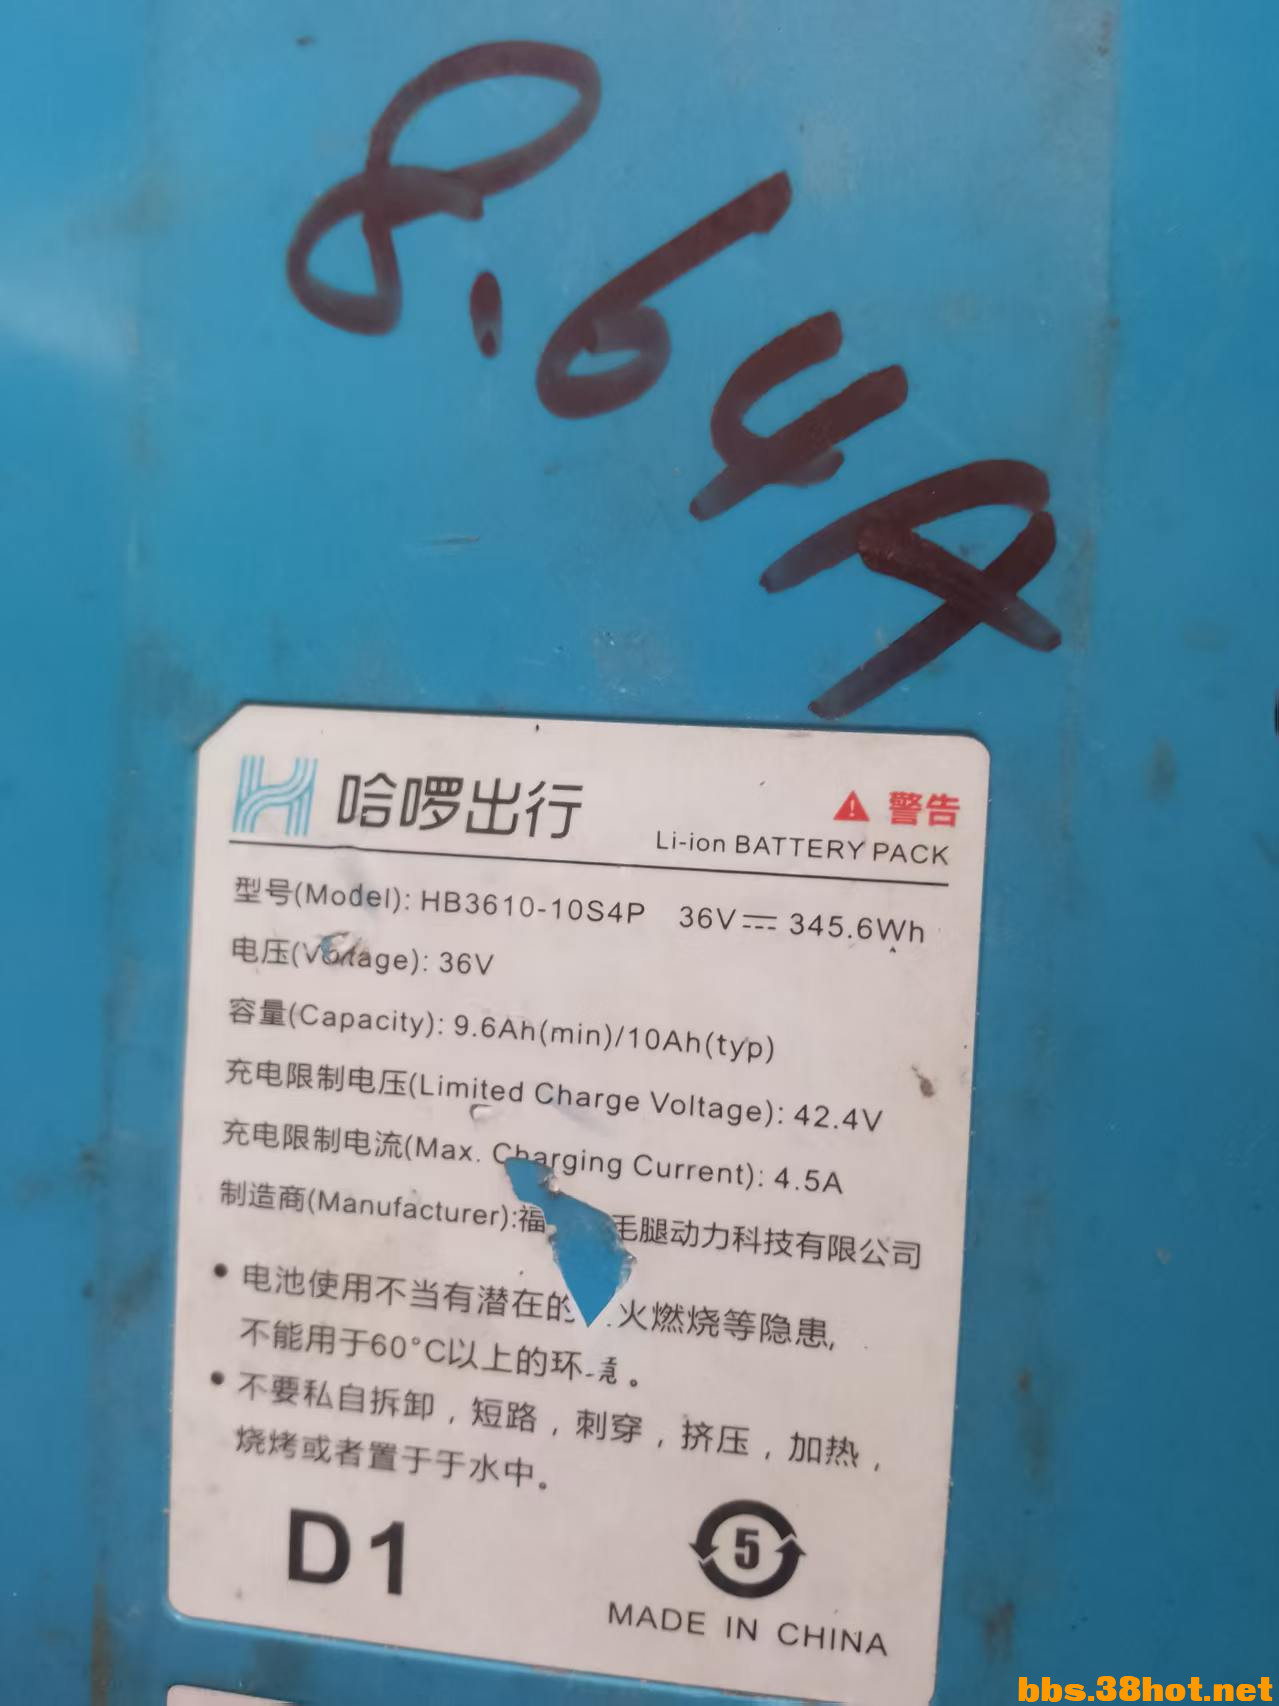 8.64A
哈啰出行
警告
Li-ion BATTERY PACK
型号(Model): HB3610-10S4P 36V⎓345.6Wh
电压(Voltage): 36V
容量(Capacity): 9.6Ah(min)/10Ah(typ)
充电限制电压(Limited Charge Voltage): 42.4V
充电限制电流(Max. Charging Current): 4.5A
制造商(Manufacturer):福 毛腿动力科技有限公司
• 电池使用不当有潜在的 火燃烧等隐患,
不能用于60°C以上的环境。
• 不要私自拆卸，短路，刺穿，挤压，加热，
烧烤或者置于于水中。
D1
5
MADE IN CHINA
bbs.38hot.net